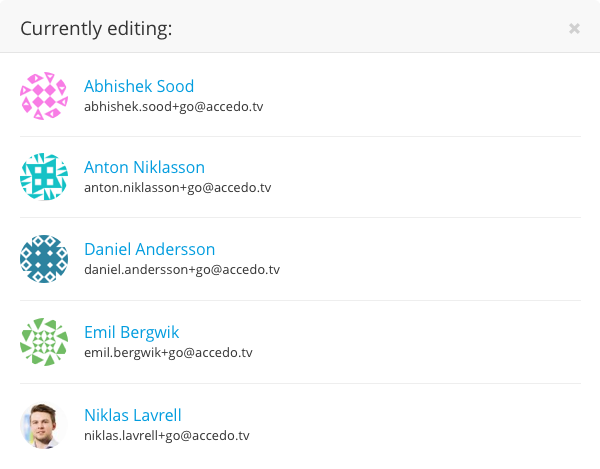 Currently editing:
Abhishek Sood
abhishek.sood+go@accedo.tv
Anton Niklasson
anton.niklasson+go@accedo.tv
Daniel Andersson
daniel.andersson+go@accedo.tv
Emil Bergwik
emil.bergwik+go@accedo.tv
Niklas Lavrell
niklas.lavrell+go@accedo.tv